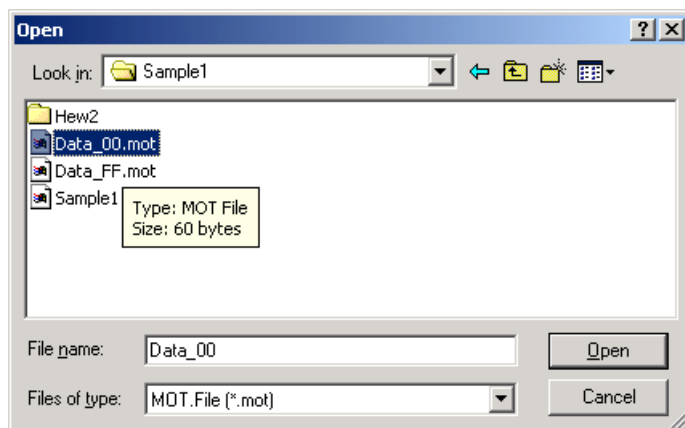 Open
Look in: Sample1
Hew2
Data_00.mot
Data_FF.mot
Sample1
Type: MOT File
Size: 60 bytes
File name: Data_00 Open
Files of type: MOT.File (*.mot) Cancel